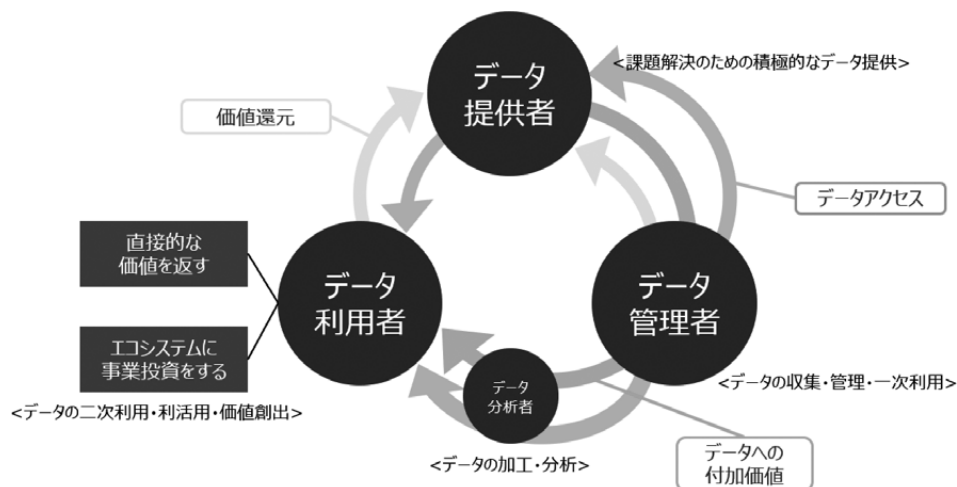 データ
提供者
<課題解決のための積極的なデータ提供>
価値還元
データアクセス
直接的な
価値を返す
データ
利用者
データ
管理者
エコシステムに
事業投資をする
データ
分析者
<データの収集・管理・一次利用>
<データの二次利用・利活用・価値創出>
<データの加工・分析>
データへの
付加価値